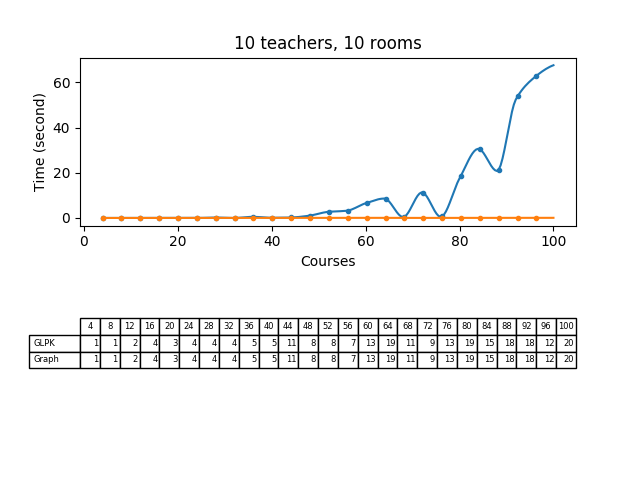 10 teachers, 10 rooms
60
40
20
0
Time (second)
0 20 40 60 80 100
Courses
4 8 12 16 20 24 28 32 36 40 44 48 52 56 60 64 68 72 76 80 84 88 92 96 100
GLPK 1 1 2 4 3 4 4 4 5 5 11 8 8 7 13 19 11 9 13 19 15 18 18 12 20
Graph 1 1 2 4 3 4 4 4 5 5 11 8 8 7 13 19 11 9 13 19 15 18 18 12 20